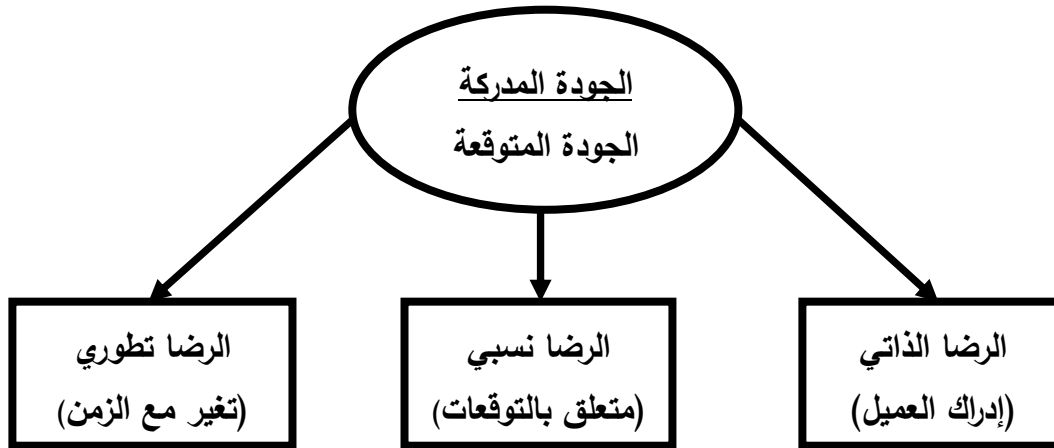 الجودة المدركة
الجودة المتوقعة
الرضا الذاتي
(إدراك العميل)
الرضا نسبي
(متعلق بالتوقعات)
الرضا تطوري
(تغير مع الزمن)